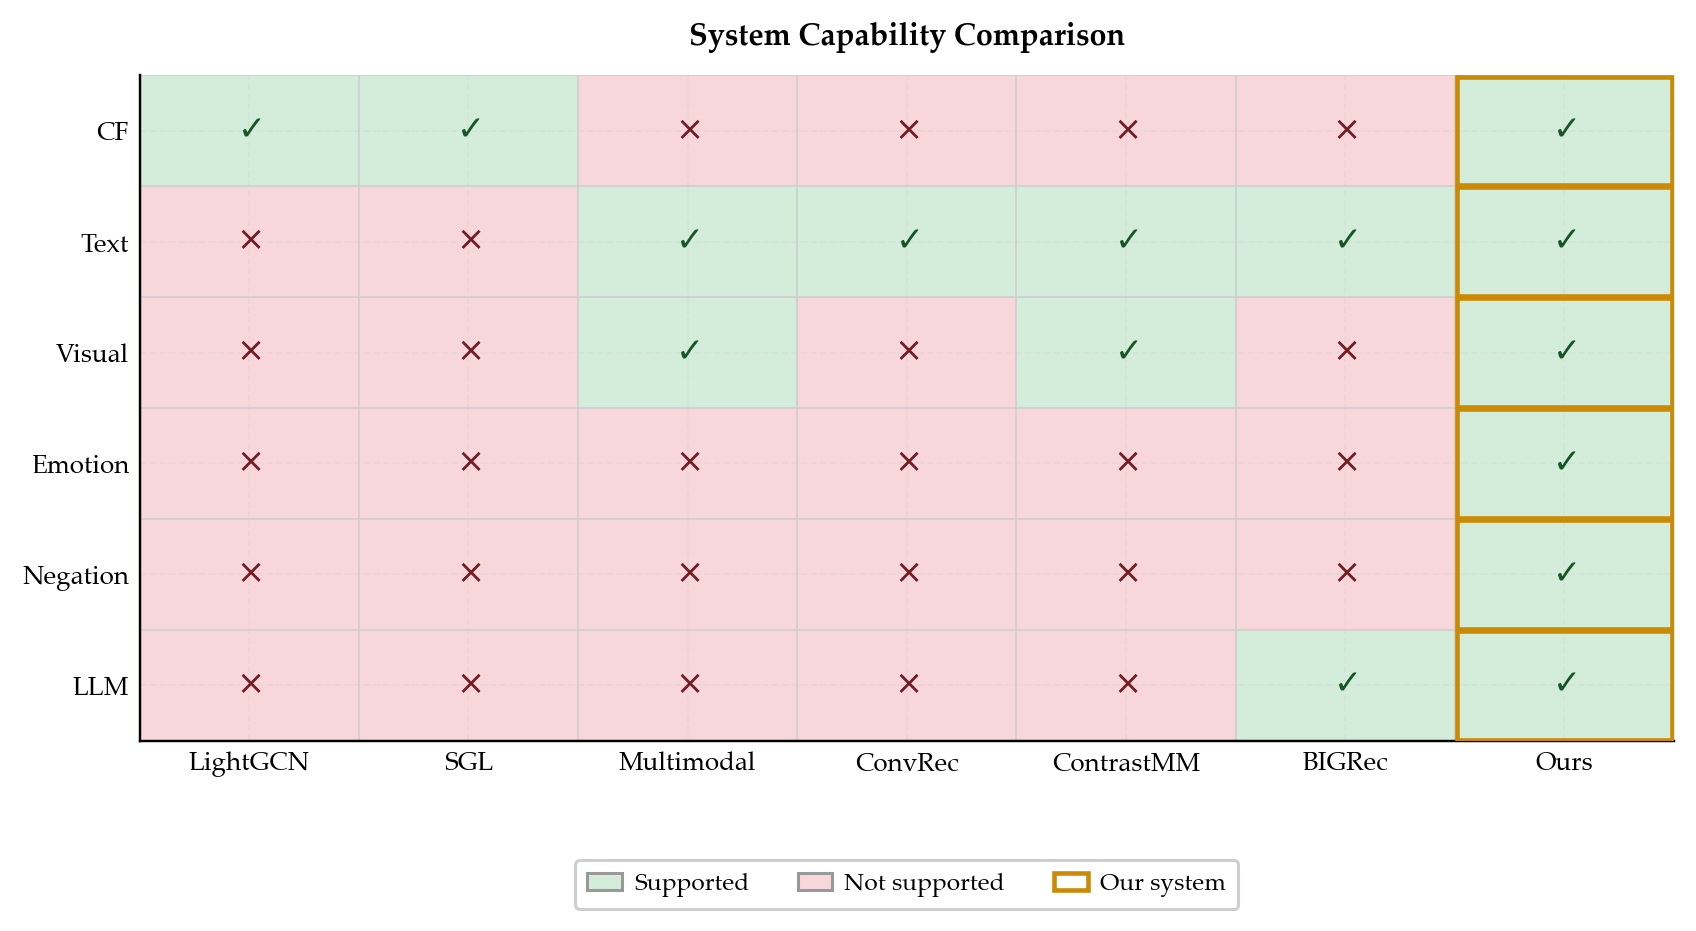 System Capability Comparison
CF ✓ ✓ × × × × ✓
Text × × ✓ ✓ ✓ ✓ ✓
Visual × × ✓ × ✓ × ✓
Emotion × × × × × × ✓
Negation × × × × × × ✓
LLM × × × × × ✓ ✓
LightGCN SGL Multimodal ConvRec ContrastMM BIGRec Ours
Supported Not supported Our system